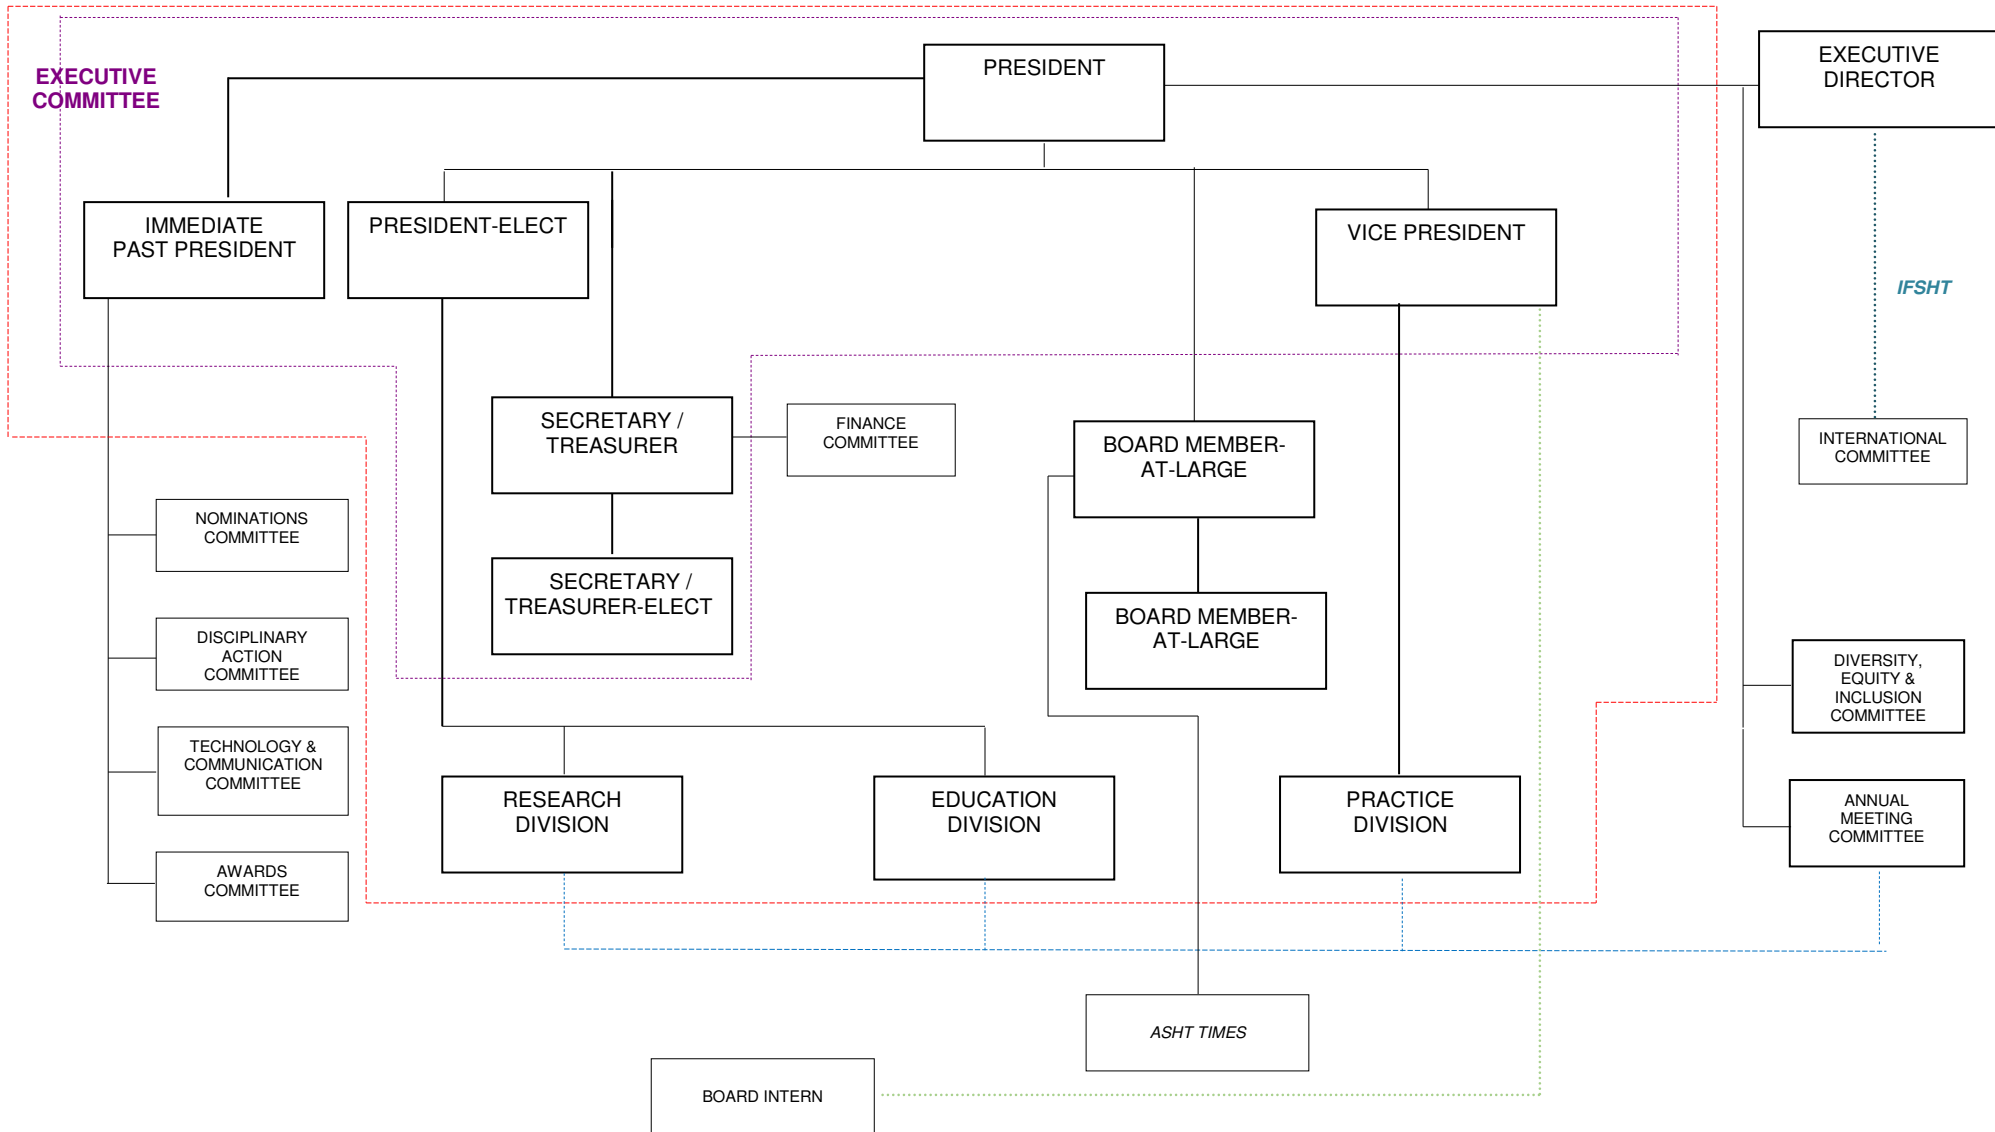 EXECUTIVE
COMMITTEE
PRESIDENT
EXECUTIVE
DIRECTOR
IMMEDIATE
PAST PRESIDENT
PRESIDENT-ELECT
VICE PRESIDENT
IFSHT
SECRETARY /
TREASURER
FINANCE
COMMITTEE
BOARD MEMBER-
AT-LARGE
INTERNATIONAL
COMMITTEE
NOMINATIONS
COMMITTEE
SECRETARY /
TREASURER-ELECT
BOARD MEMBER-
AT-LARGE
DISCIPLINARY
ACTION
COMMITTEE
DIVERSITY,
EQUITY &
INCLUSION
COMMITTEE
TECHNOLOGY &
COMMUNICATION
COMMITTEE
RESEARCH
DIVISION
EDUCATION
DIVISION
PRACTICE
DIVISION
ANNUAL
MEETING
COMMITTEE
AWARDS
COMMITTEE
ASHT TIMES
BOARD INTERN